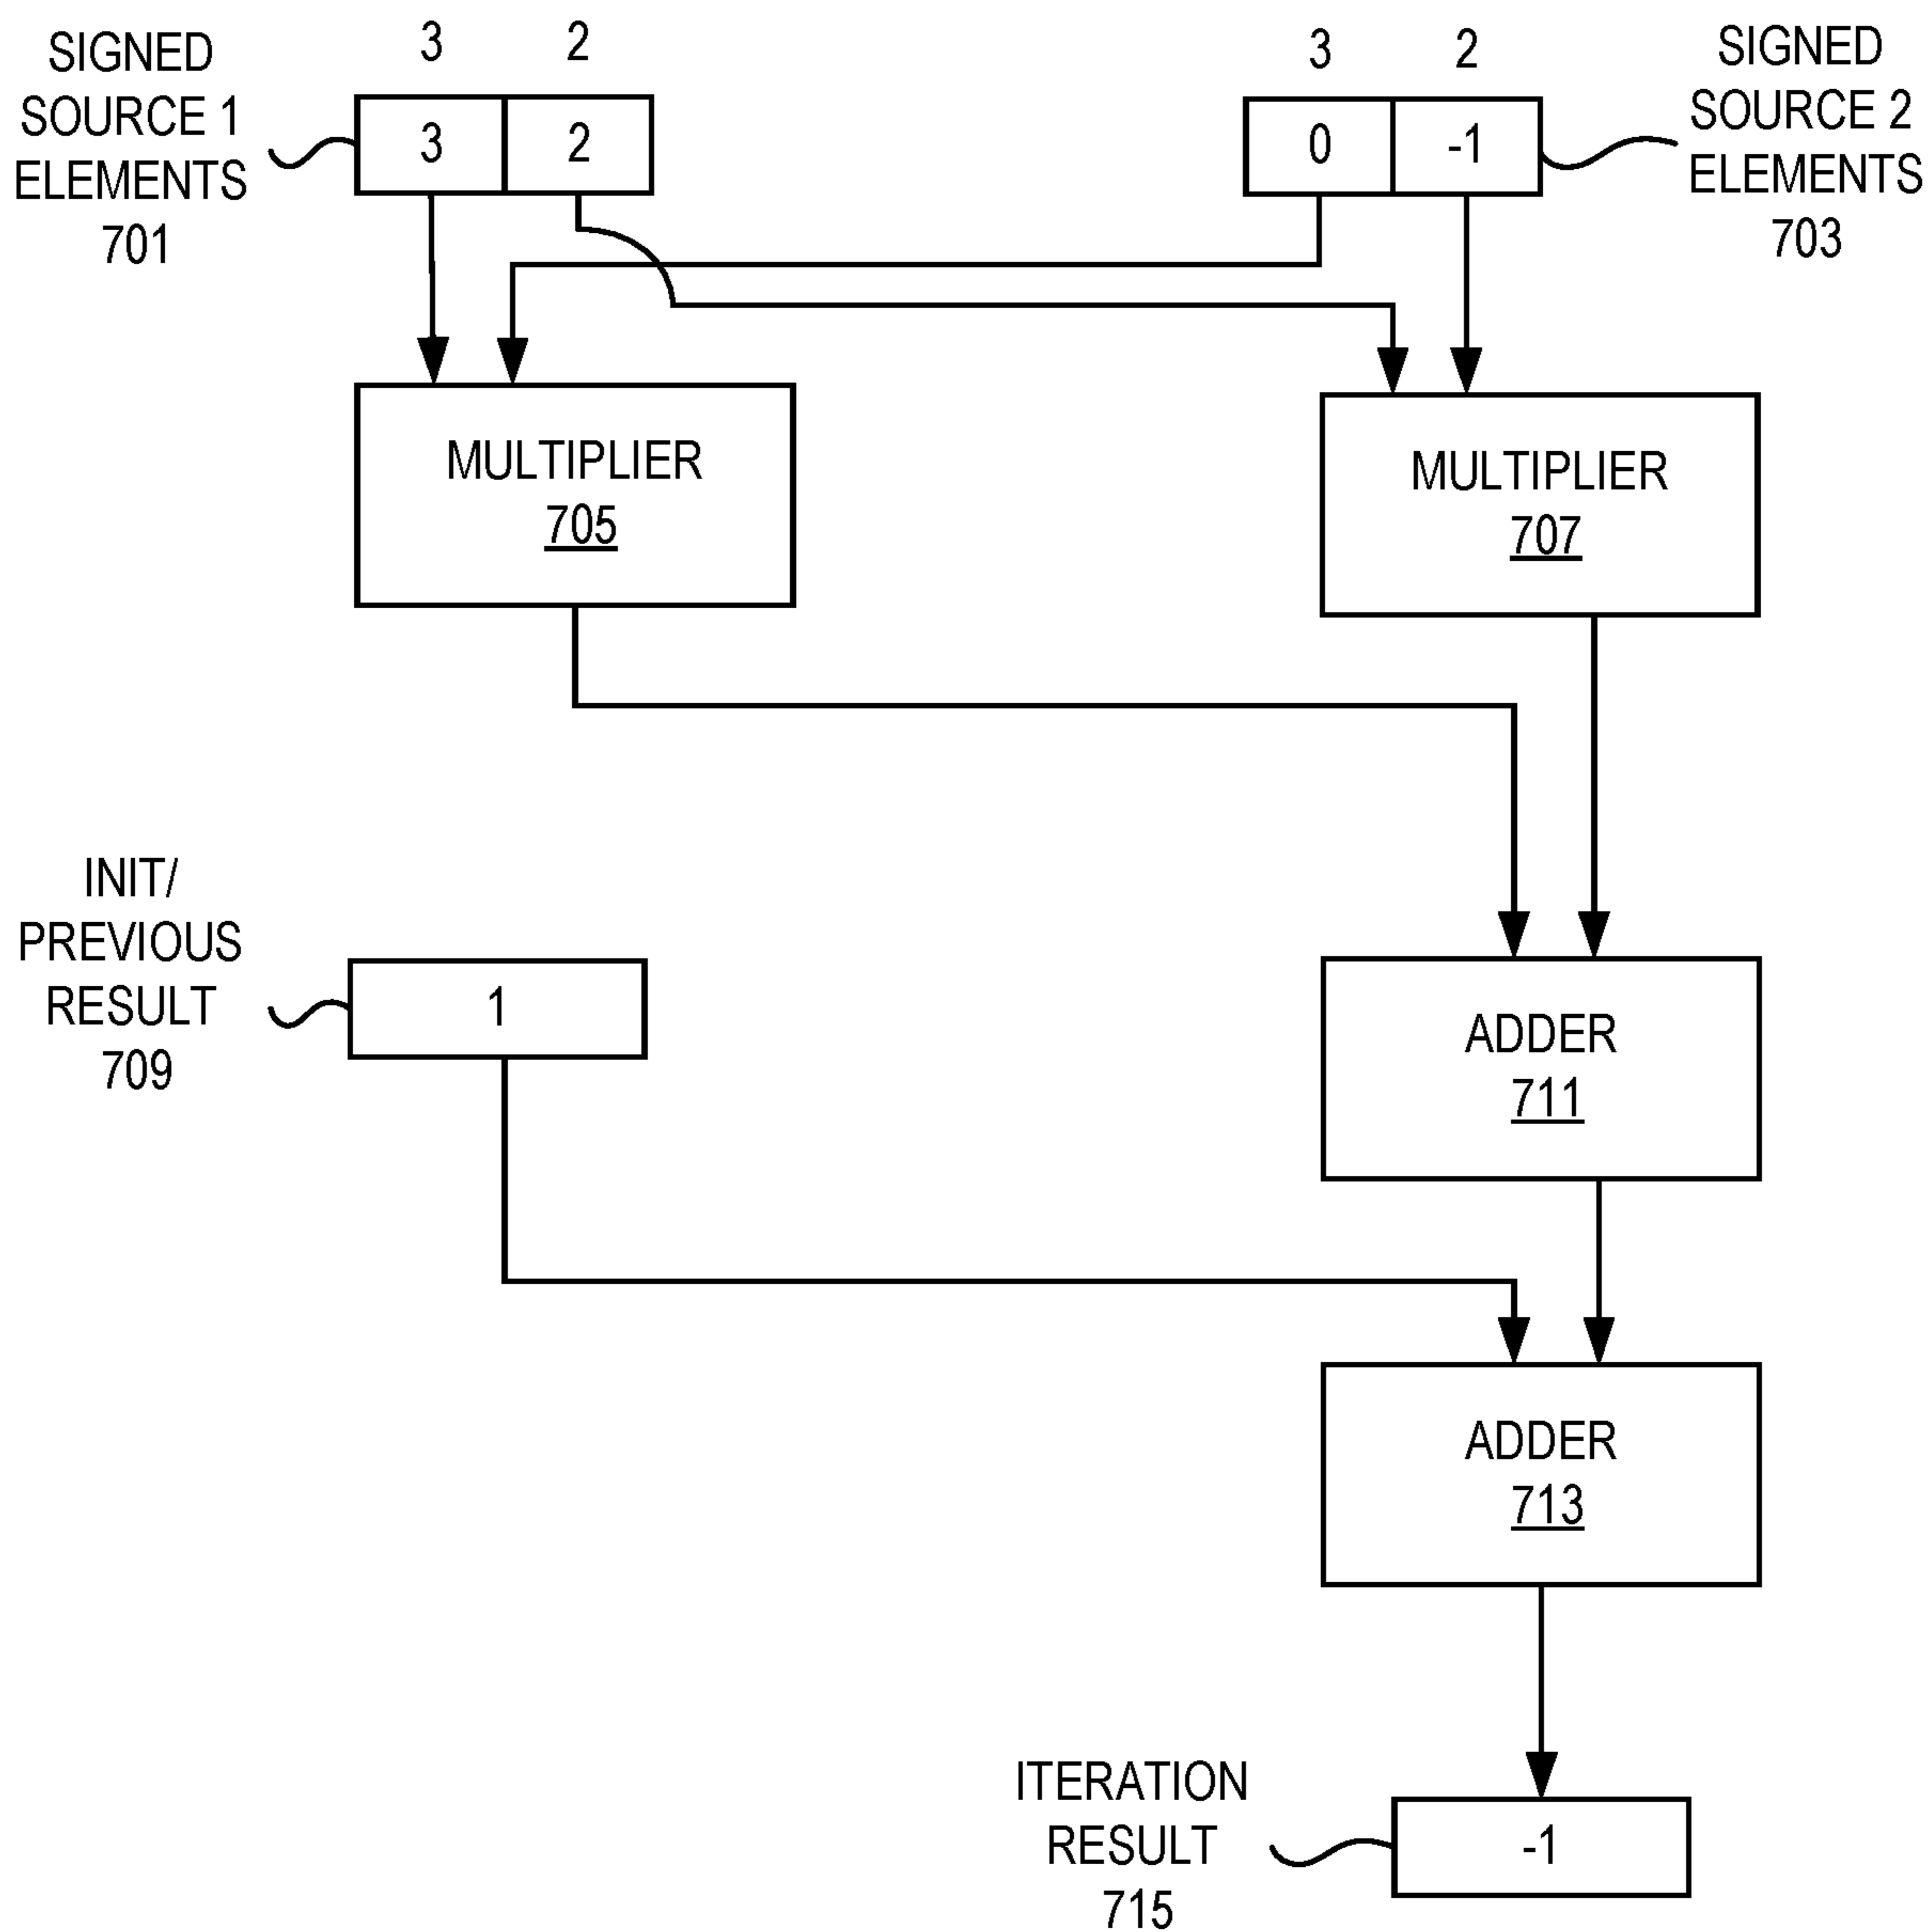 SIGNED
SOURCE 1
ELEMENTS
701
3 2
3 2
3 2
0 -1
SIGNED
SOURCE 2
ELEMENTS
703
MULTIPLIER
705
MULTIPLIER
707
INIT/
PREVIOUS
RESULT
709
1
ADDER
711
ADDER
713
ITERATION
RESULT
715
-1